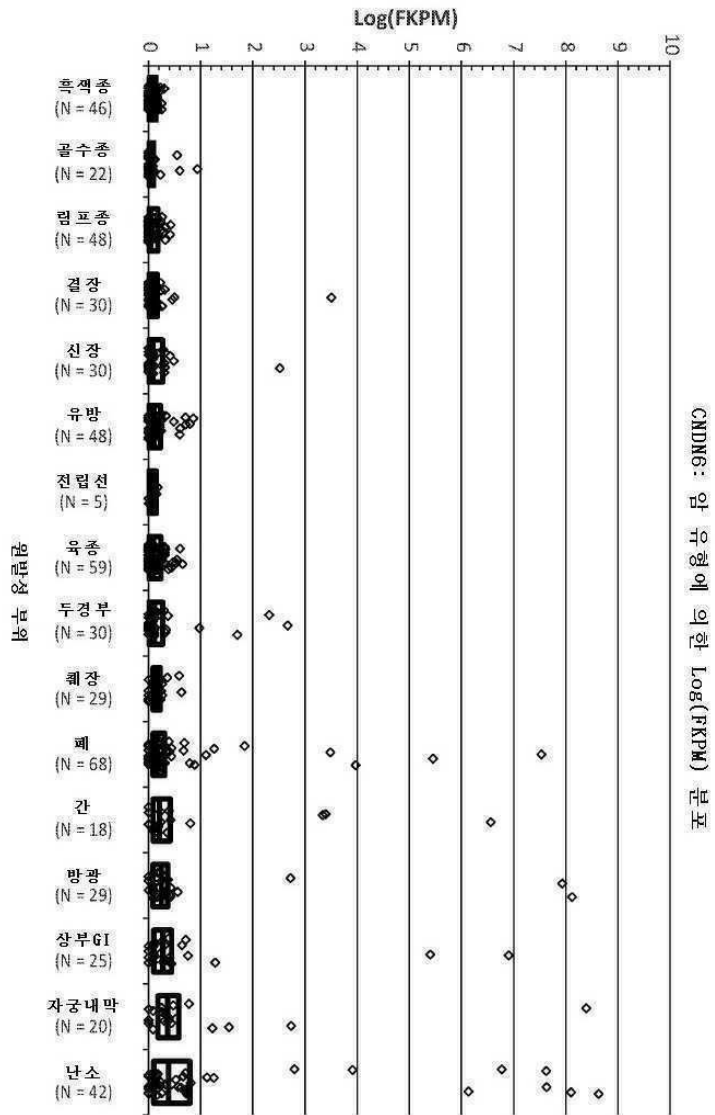 Log(FKPM)
0 1 2 3 4 5 6 7 8 9 10
흑색종
(N = 46)
골수종
(N = 22)
림프종
(N = 48)
결장
(N = 30)
신장
(N = 30)
유방
(N = 48)
전립선
(N = 5)
육종
(N = 59)
두경부
(N = 30)
췌장
(N = 29)
폐
(N = 68)
간
(N = 18)
방광
(N = 29)
상부GI
(N = 25)
자궁내막
(N = 20)
난소
(N = 42)
원발성 부위
CNDN6: 암 유형에 의한 Log(FKPM) 분포